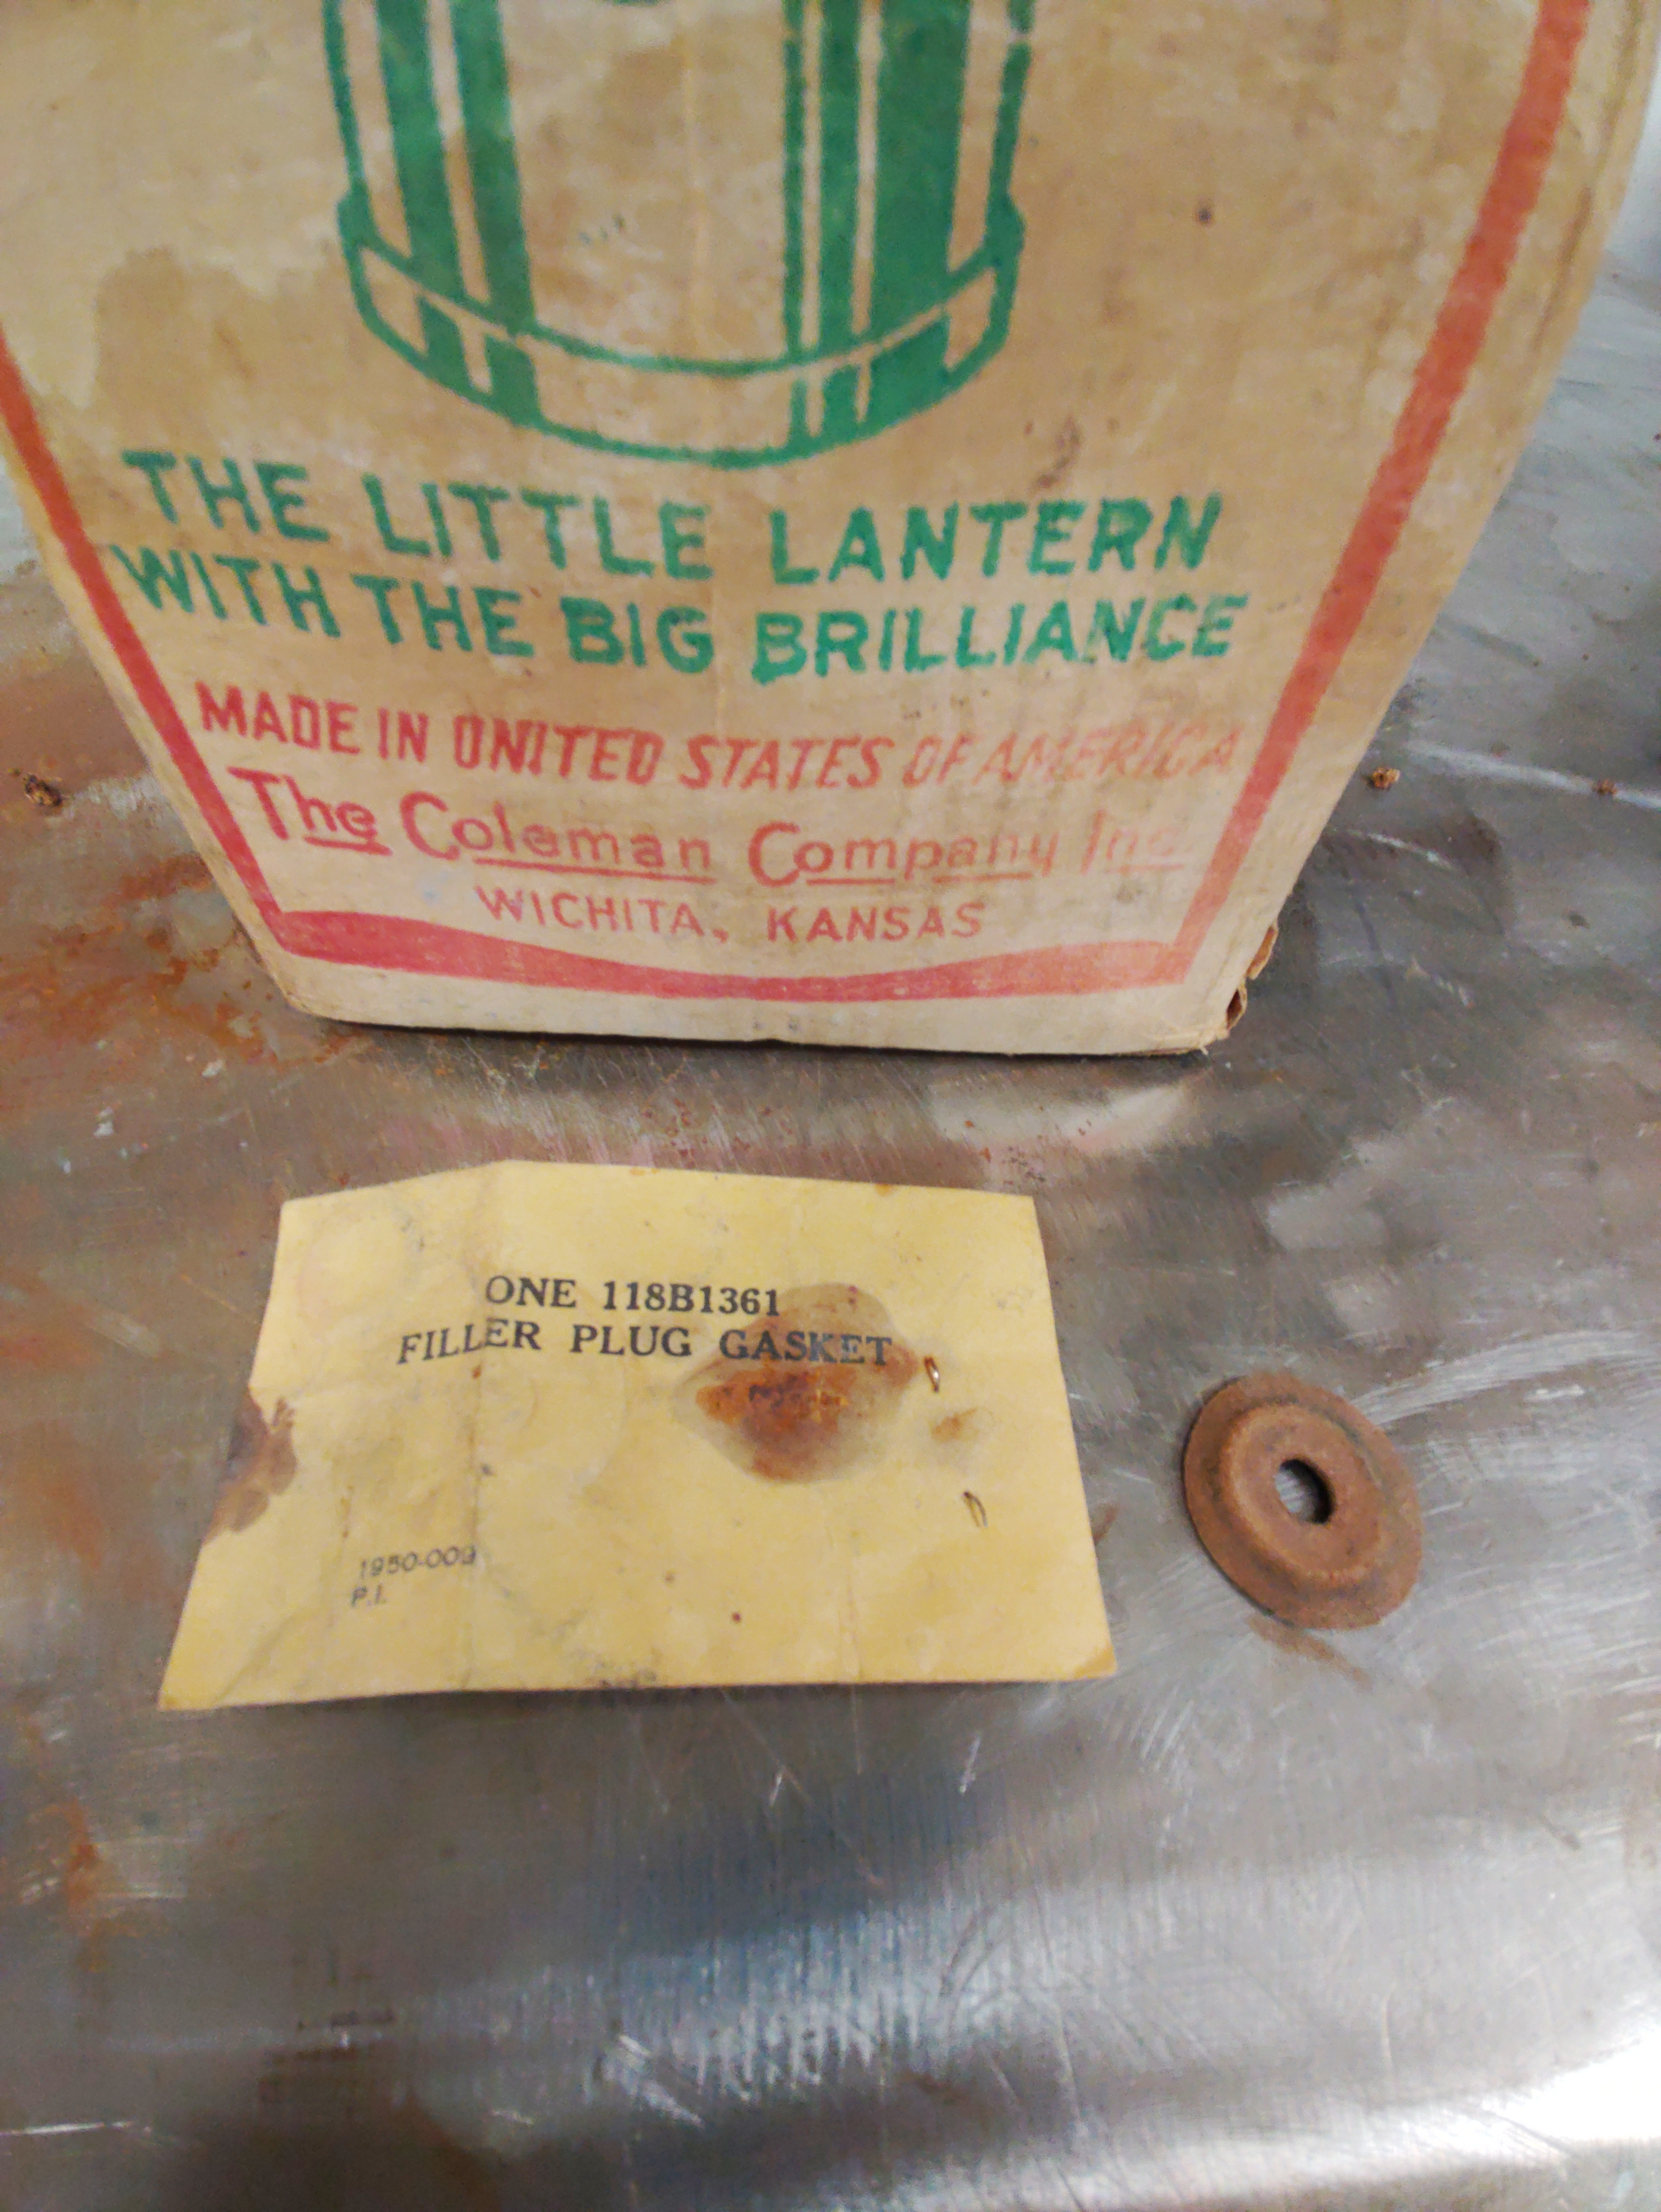 THE LITTLE LANTERN
WITH THE BIG BRILLIANCE
MADE IN UNITED STATES OF AMERICA
The Coleman Company Inc.
WICHITA, KANSAS
ONE 118B1361
FILLER PLUG GASKET
1950-009
P.I.